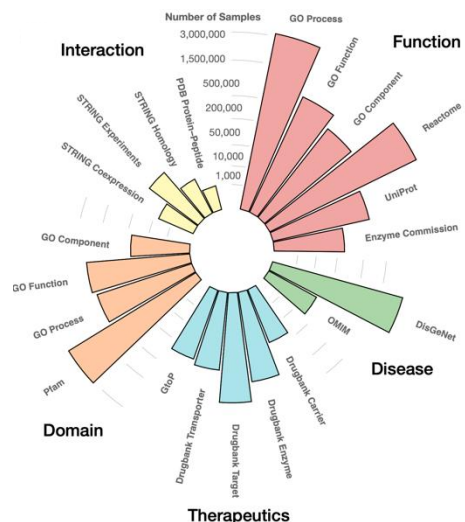 Number of Samples
3,000,000
1,500,000
500,000
200,000
50,000
10,000
1,000
Interaction
STRING Coexpression
STRING Experiments
STRING Homology
PDB Protein-Peptide
Function
GO Process
GO Function
GO Component
Reactome
UniProt
Enzyme Commission
Disease
DisGeNet
OMIM
Therapeutics
Drugbank Carrier
Drugbank Enzyme
Drugbank Target
Drugbank Transporter
GtoP
Domain
Pfam
GO Process
GO Function
GO Component